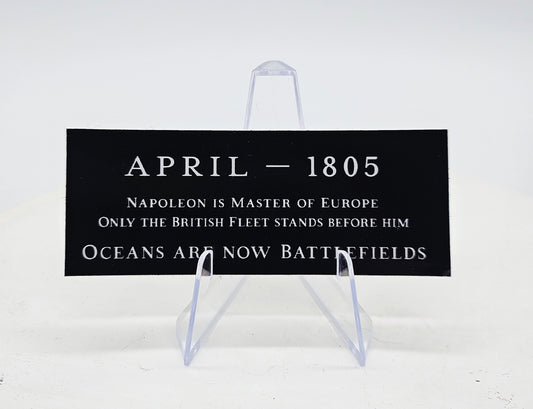 APRIL — 1805
NAPOLEON IS MASTER OF EUROPE
ONLY THE BRITISH FLEET STANDS BEFORE HIM
OCEANS ARE NOW BATTLEFIELDS